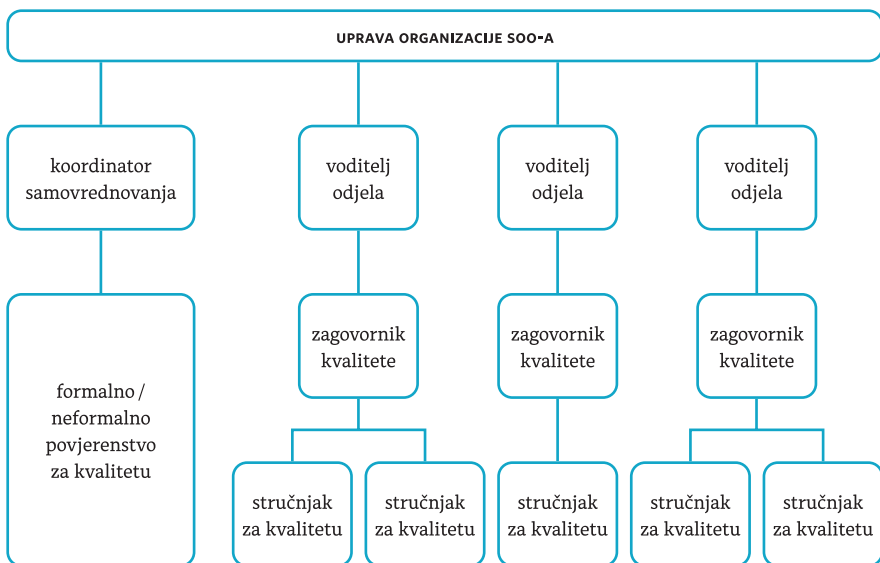 UPRAVA ORGANIZACIJE SOO-A
koordinator
samovrednovanja
voditelj
odjela
voditelj
odjela
voditelj
odjela
formalno /
neformalno
povjerenstvo
za kvalitetu
zagovornik
kvalitete
zagovornik
kvalitete
zagovornik
kvalitete
stručnjak
za kvalitetu
stručnjak
za kvalitetu
stručnjak
za kvalitetu
stručnjak
za kvalitetu
stručnjak
za kvalitetu